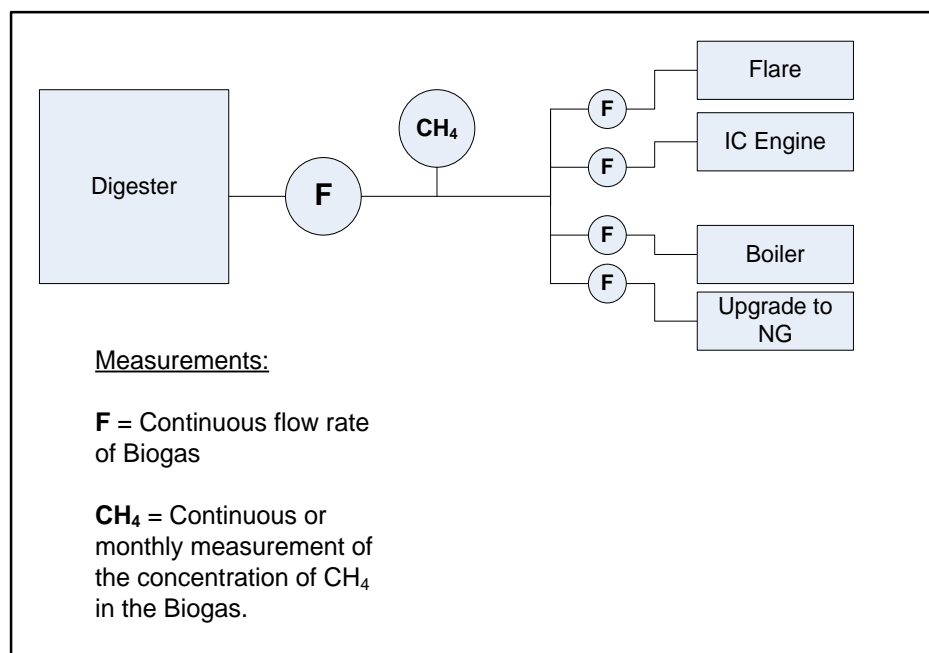 Digester
F
CH₄
F
F
F
F
Flare
IC Engine
Boiler
Upgrade to
NG
Measurements:
F = Continuous flow rate
of Biogas
CH₄ = Continuous or
monthly measurement of
the concentration of CH₄
in the Biogas.